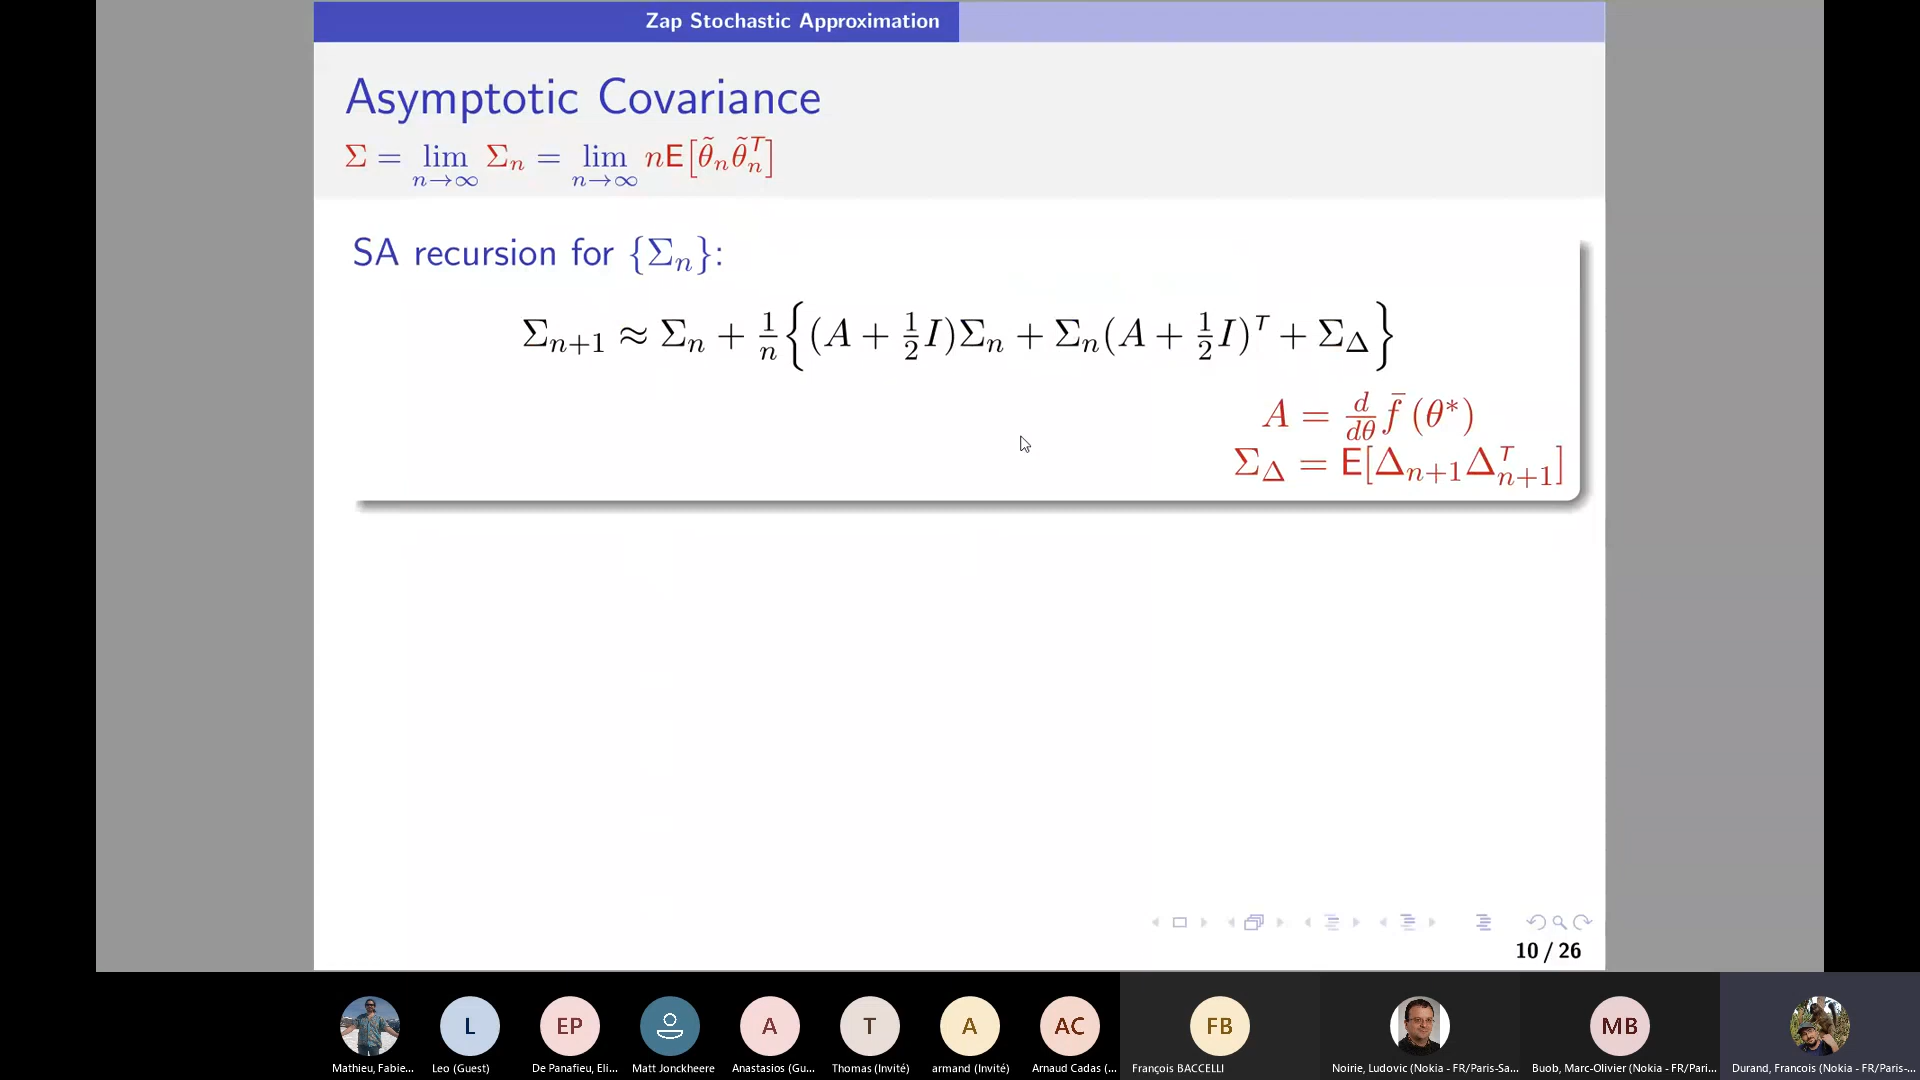 Zap Stochastic Approximation
Asymptotic Covariance
Σ = lim_{n→∞} Σ_n = lim_{n→∞} nE[θ̃_n θ̃_n^T]
SA recursion for {Σ_n}:
Σ_{n+1} ≈ Σ_n + 1/n {(A + 1/2 I)Σ_n + Σ_n(A + 1/2 I)^T + Σ_Δ}
A = d/dθ f̄(θ*)
Σ_Δ = E[Δ_{n+1}Δ_{n+1}^T]
10 / 26
L EP A T A AC FB MB
Mathieu, Fabie... Leo (Guest) De Panafieu, Eli... Matt Jonckheere Anastasios (Gu... Thomas (Invité) armand (Invité) Arnaud Cadas (... François BACCELLI Noirie, Ludovic (Nokia - FR/Paris-Sa... Buob, Marc-Olivier (Nokia - FR/Pari... Durand, Francois (Nokia - FR/Paris-...